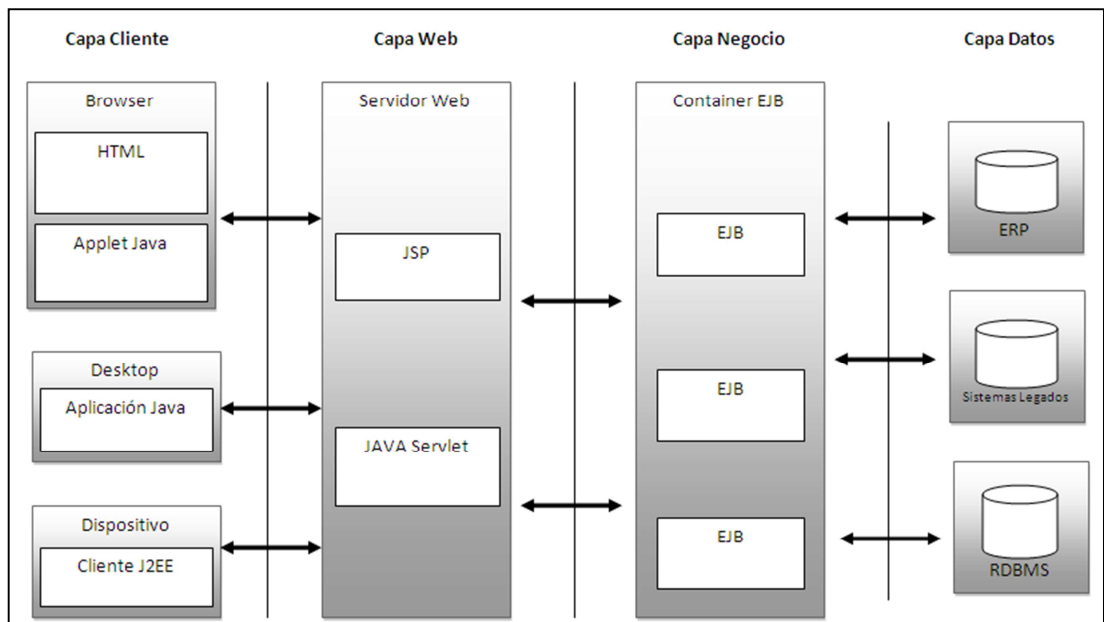 Capa Cliente
Capa Web
Capa Negocio
Capa Datos
Browser
HTML
Applet Java
Desktop
Aplicación Java
Dispositivo
Cliente J2EE
Servidor Web
JSP
JAVA Servlet
Container EJB
EJB
EJB
EJB
ERP
Sistemas Legados
RDBMS